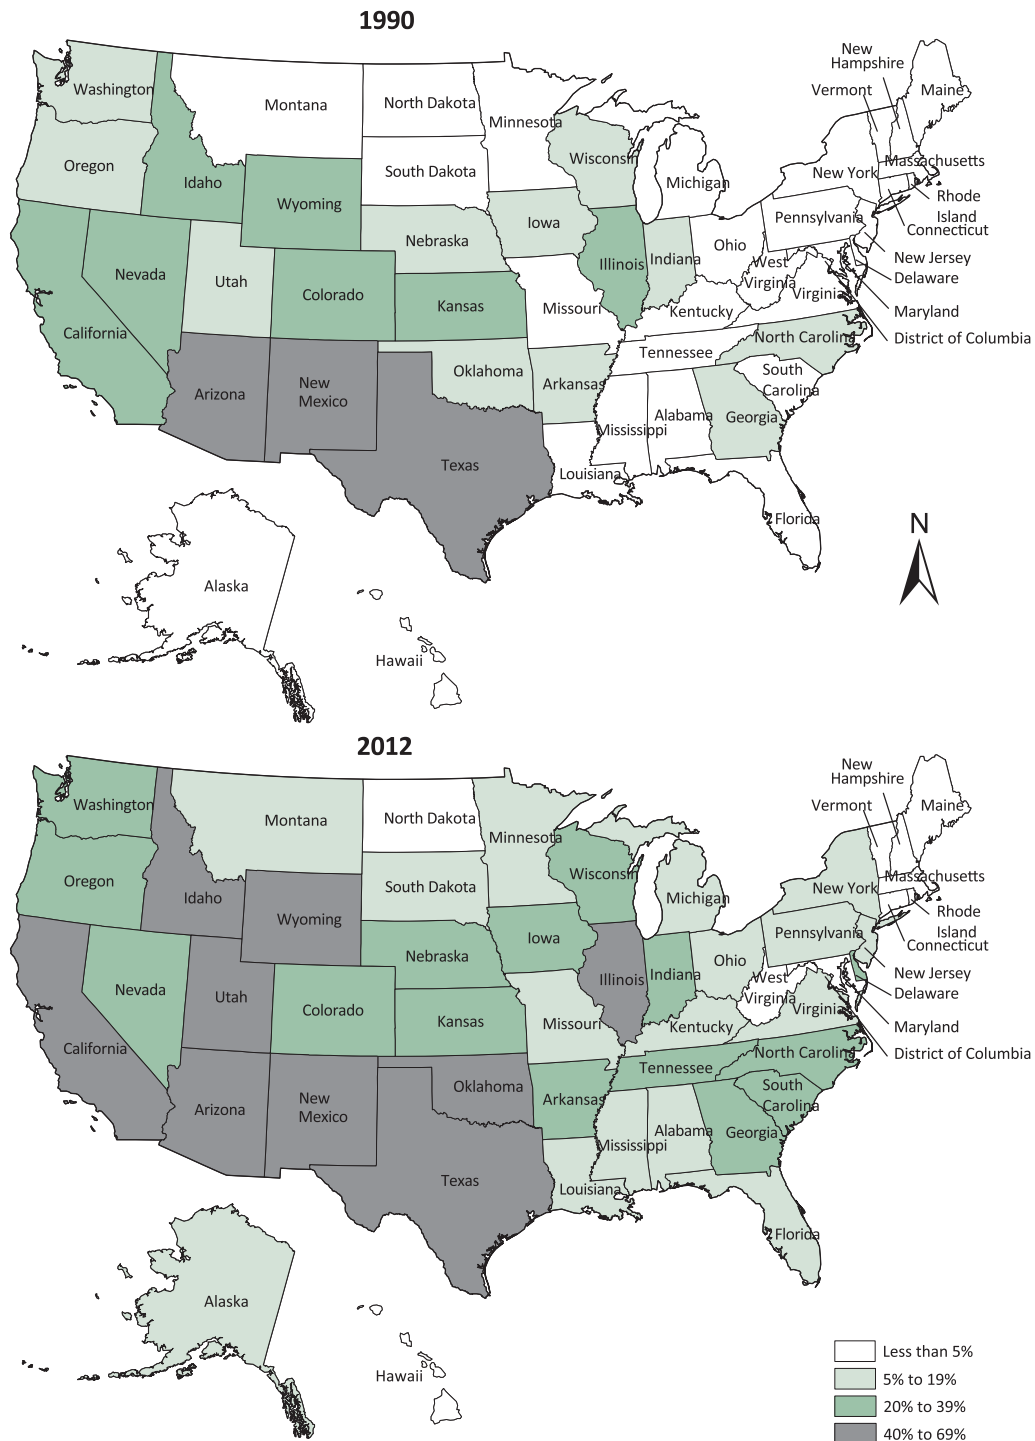 1990
New
Hampshire
Vermont
Maine
Washington
Montana
North Dakota
Minnesota
Oregon
Idaho
Wyoming
South Dakota
Wisconsin
Michigan
New York
Massachusetts
Rhode
Island
Connecticut
Nevada
Utah
Colorado
Nebraska
Kansas
Iowa
Illinois
Indiana
Ohio
Pennsylvania
West
Virginia
Virginia
New Jersey
Delaware
Maryland
District of Columbia
California
Missouri
Kentucky
Tennessee
North Carolina
South
Carolina
Arizona
New
Mexico
Oklahoma
Arkansas
Texas
Mississippi
Alabama
Georgia
Louisiana
Florida
N
Alaska
Hawaii
2012
New
Hampshire
Vermont
Maine
Washington
Montana
North Dakota
Minnesota
Oregon
Idaho
Wyoming
South Dakota
Wisconsin
Michigan
New York
Massachusetts
Rhode
Island
Connecticut
Nevada
Utah
Colorado
Nebraska
Kansas
Iowa
Illinois
Indiana
Ohio
Pennsylvania
West
Virginia
Virginia
New Jersey
Delaware
Maryland
District of Columbia
California
Missouri
Kentucky
Tennessee
North Carolina
South
Carolina
Arizona
New
Mexico
Oklahoma
Arkansas
Texas
Mississippi
Alabama
Georgia
Louisiana
Florida
Alaska
Hawaii
Less than 5%
5% to 19%
20% to 39%
40% to 69%